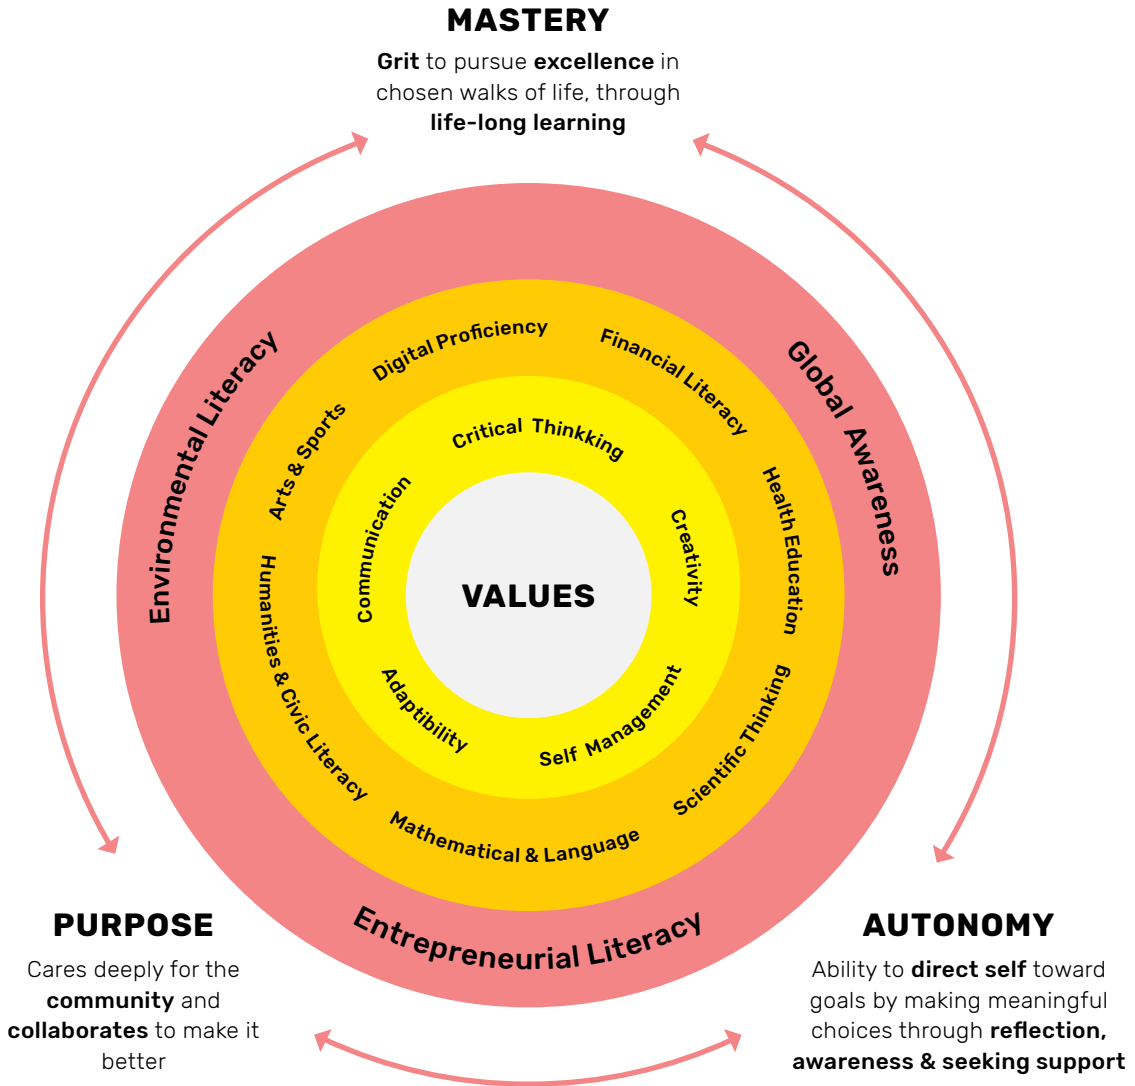 MASTERY
Grit to pursue excellence in
chosen walks of life, through
life-long learning
Environmental Literacy
Global Awareness
Entrepreneurial Literacy
Digital Proficiency
Financial Literacy
Arts & Sports
Health Education
Humanities & Civic Literacy
Scientific Thinking
Mathematical & Language
Critical Thinkking
Communication
Creativity
Adaptibility
Self Management
VALUES
PURPOSE
Cares deeply for the
community and
collaborates to make it
better
AUTONOMY
Ability to direct self toward
goals by making meaningful
choices through reflection,
awareness & seeking support